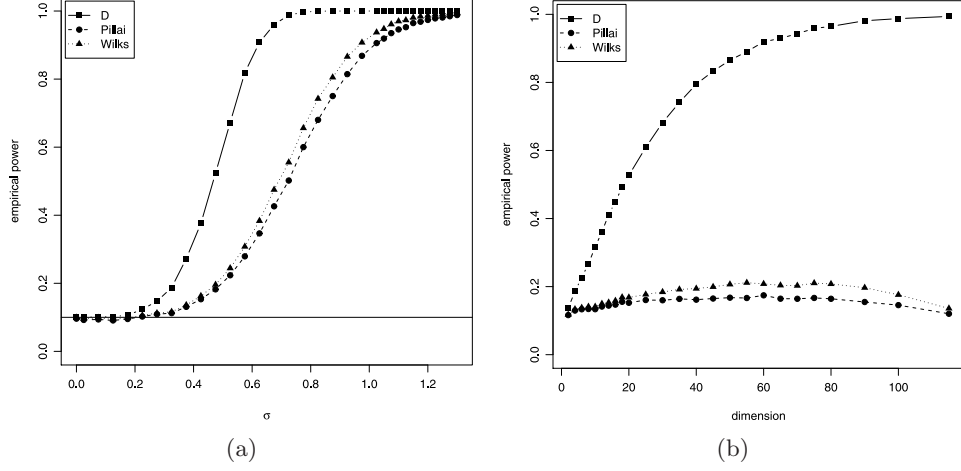 D
Pillai
Wilks
empirical power
0.0
0.2
0.4
0.6
0.8
1.0
0.0 0.2 0.4 0.6 0.8 1.0 1.2
σ
(a)
D
Pillai
Wilks
empirical power
0.0
0.2
0.4
0.6
0.8
1.0
0 20 40 60 80 100
dimension
(b)